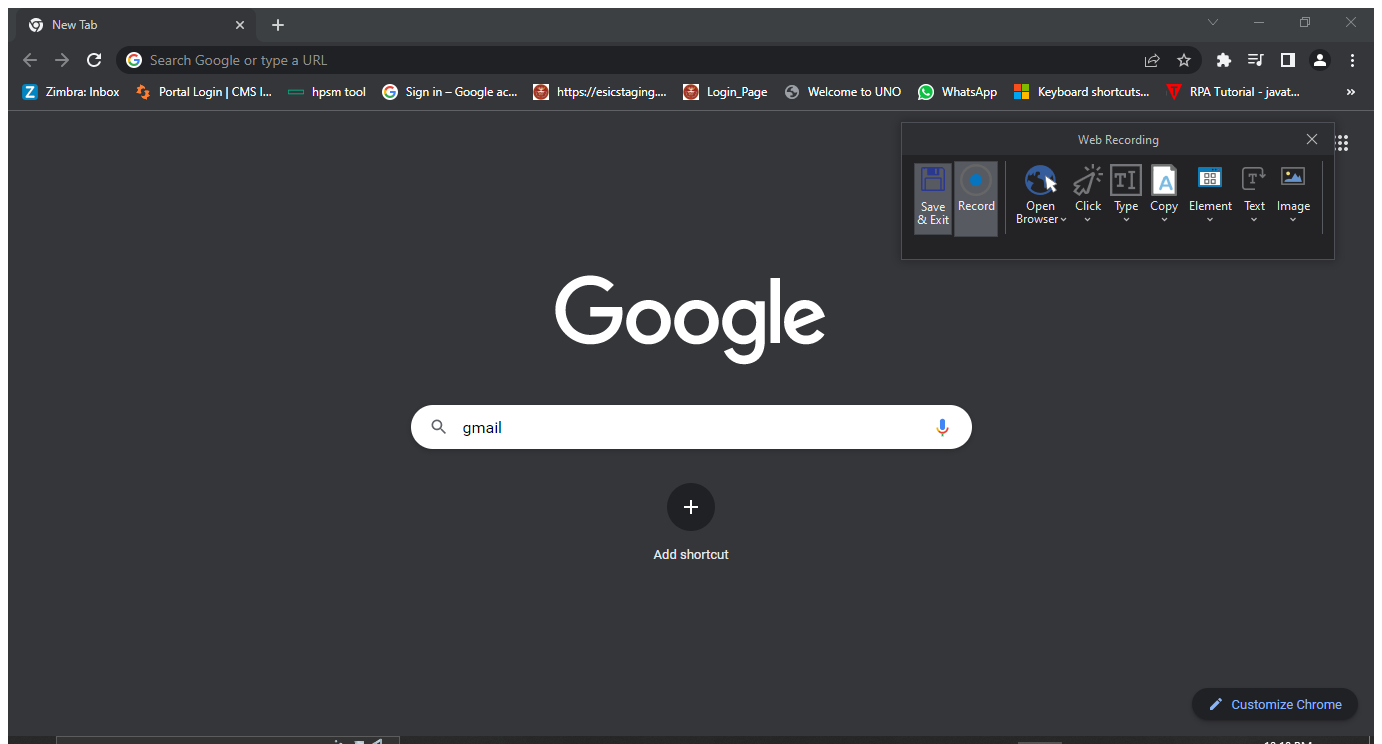 New Tab
Search Google or type a URL
Zimbra: Inbox Portal Login | CMS I... hpsm tool Sign in – Google ac... https://esicstaging.... Login_Page Welcome to UNO WhatsApp Keyboard shortcuts... RPA Tutorial - javat... »
Web Recording
Save & Exit
Record
Open Browser
Click
Type
Copy
Element
Text
Image
Google
gmail
Add shortcut
Customize Chrome